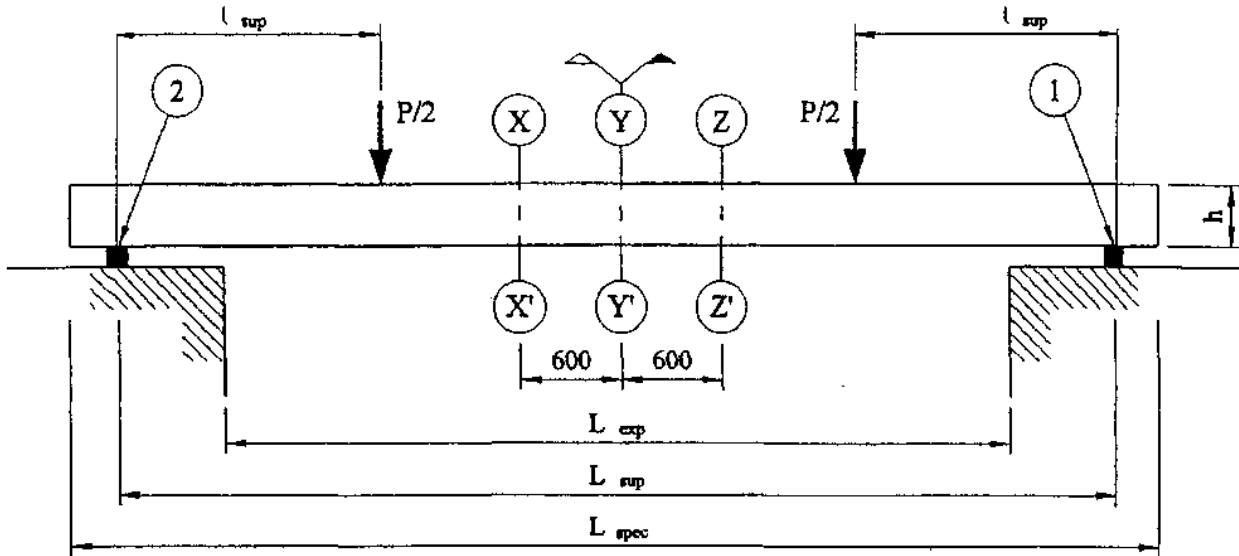 ℓ sup ℓ sup
2 1
P/2 X Y Z P/2
h
X' Y' Z'
600 600
L exp
L sup
L spec